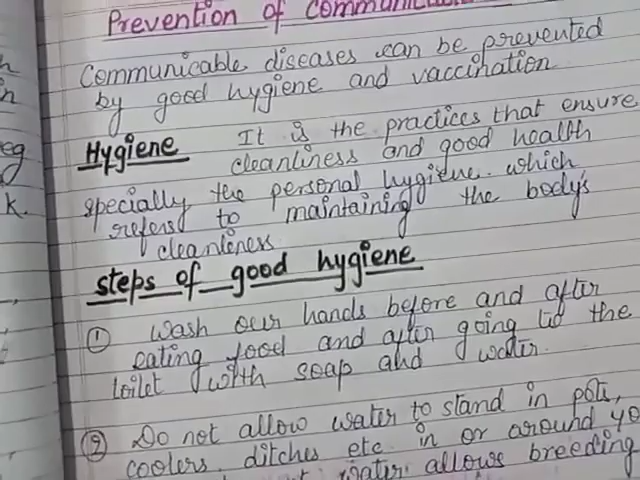 Prevention of Communicable
Communicable diseases can be prevented
by good hygiene and vaccination
Hygiene It is the practices that ensure
cleanliness and good health
specially the personal hygiene which
refers to maintaining the body's
cleanliness
steps of good hygiene
① Wash our hands before and after
eating food and after going to the
toilet with soap and water.
② Do not allow water to stand in pots,
coolers, ditches etc in or around yo
water allows breeding
eg
k.